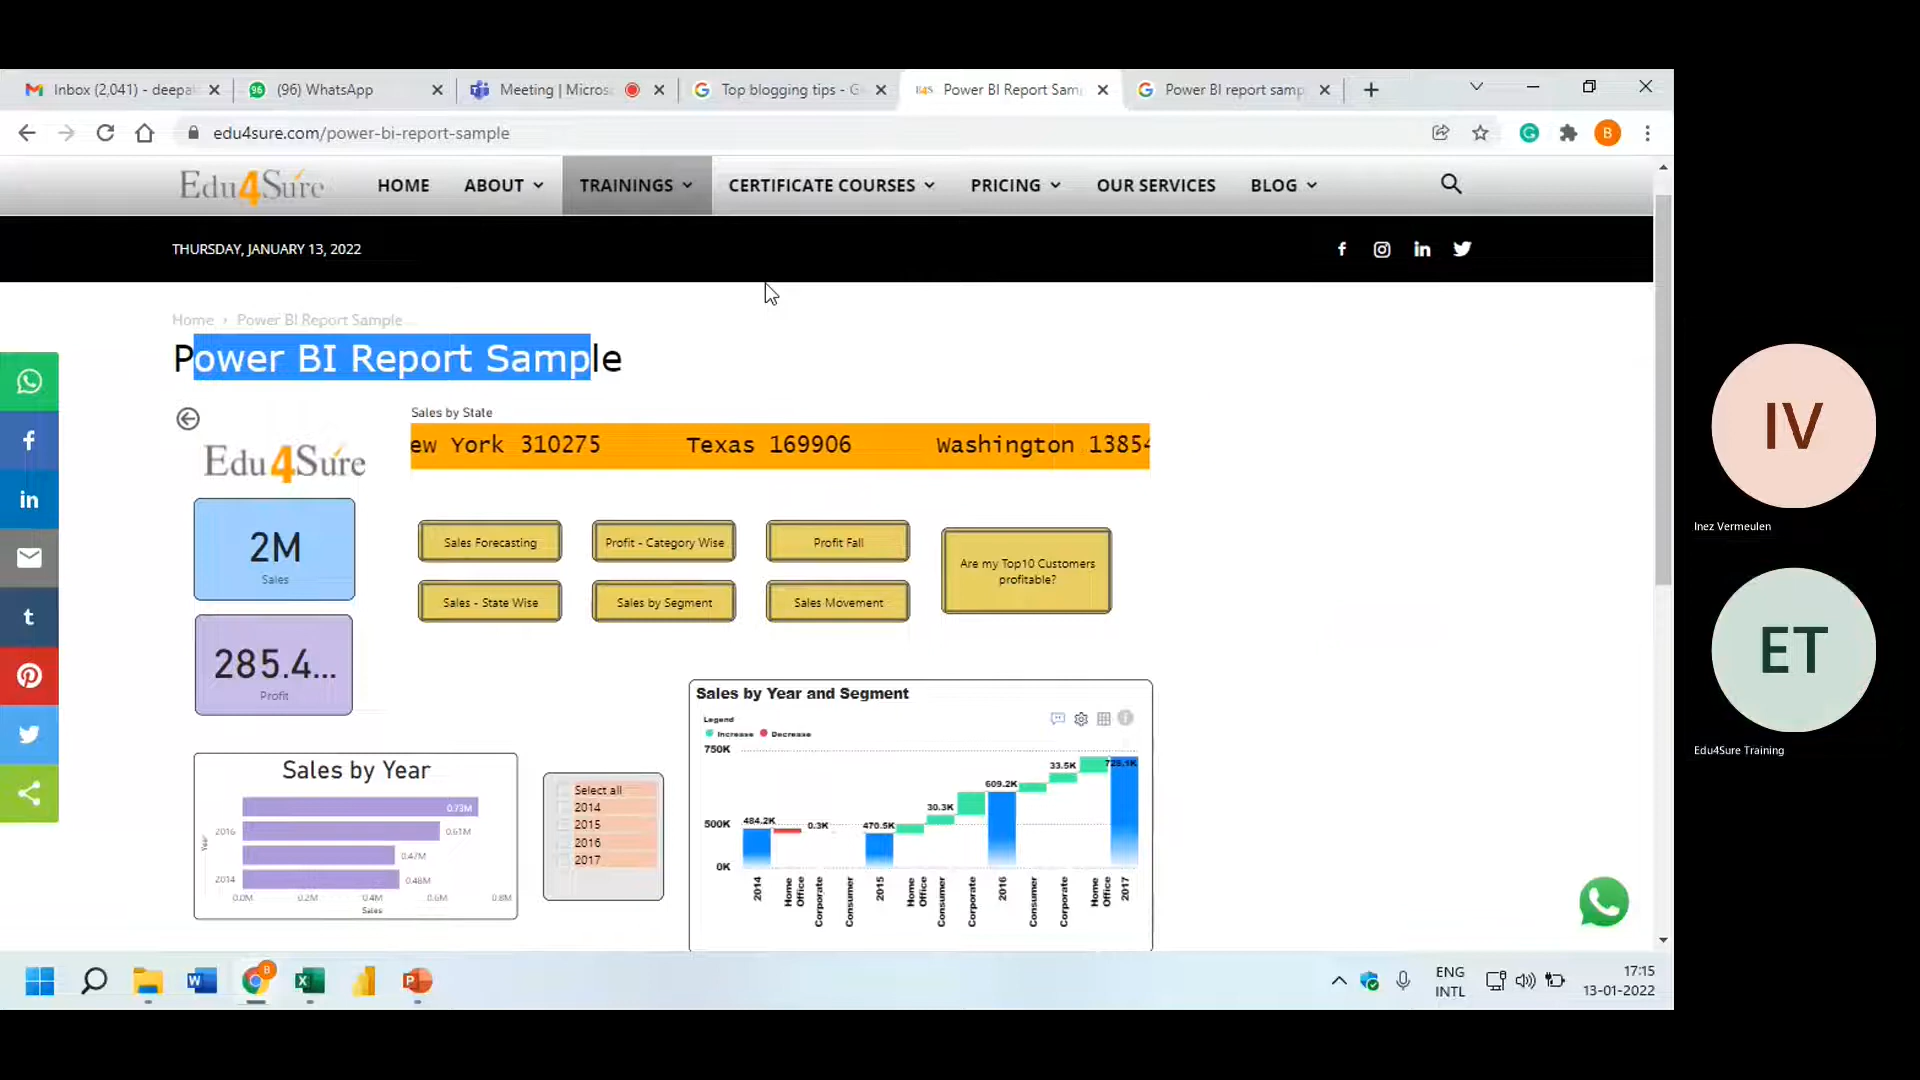 Inbox (2,041) - deepa
96
(96) WhatsApp
Meeting | Micros
Top blogging tips - G
Power BI Report Sam
Power BI report samp
edu4sure.com/power-bi-report-sample
B
Edu4Sure
HOME
ABOUT
TRAININGS
CERTIFICATE COURSES
PRICING
OUR SERVICES
BLOG
THURSDAY, JANUARY 13, 2022
Home › Power BI Report Sample
Power BI Report Sample
Sales by State
ew York 310275 Texas 169906 Washington 1385
Edu4Sure
2M
Sales
285.4...
Profit
Sales Forecasting
Profit - Category Wise
Profit Fall
Are my Top10 Customers
profitable?
Sales - State Wise
Sales by Segment
Sales Movement
Sales by Year
Year
0.73M
2016
0.61M
0.47M
2014
0.48M
0.0M 0.2M 0.4M 0.6M 0.8M
Sales
Select all
2014
2015
2016
2017
Sales by Year and Segment
Legend
Increase Decrease
750K
500K
0K
484.2K
0.3K
470.5K
30.3K
609.2K
33.5K
728.1K
2014
Home Office
Corporate
Consumer
2015
Home Office
Consumer
Corporate
2016
Consumer
Corporate
Home Office
2017
IV
Inez Vermeulen
ET
Edu4Sure Training
ENG
INTL
17:15
13-01-2022